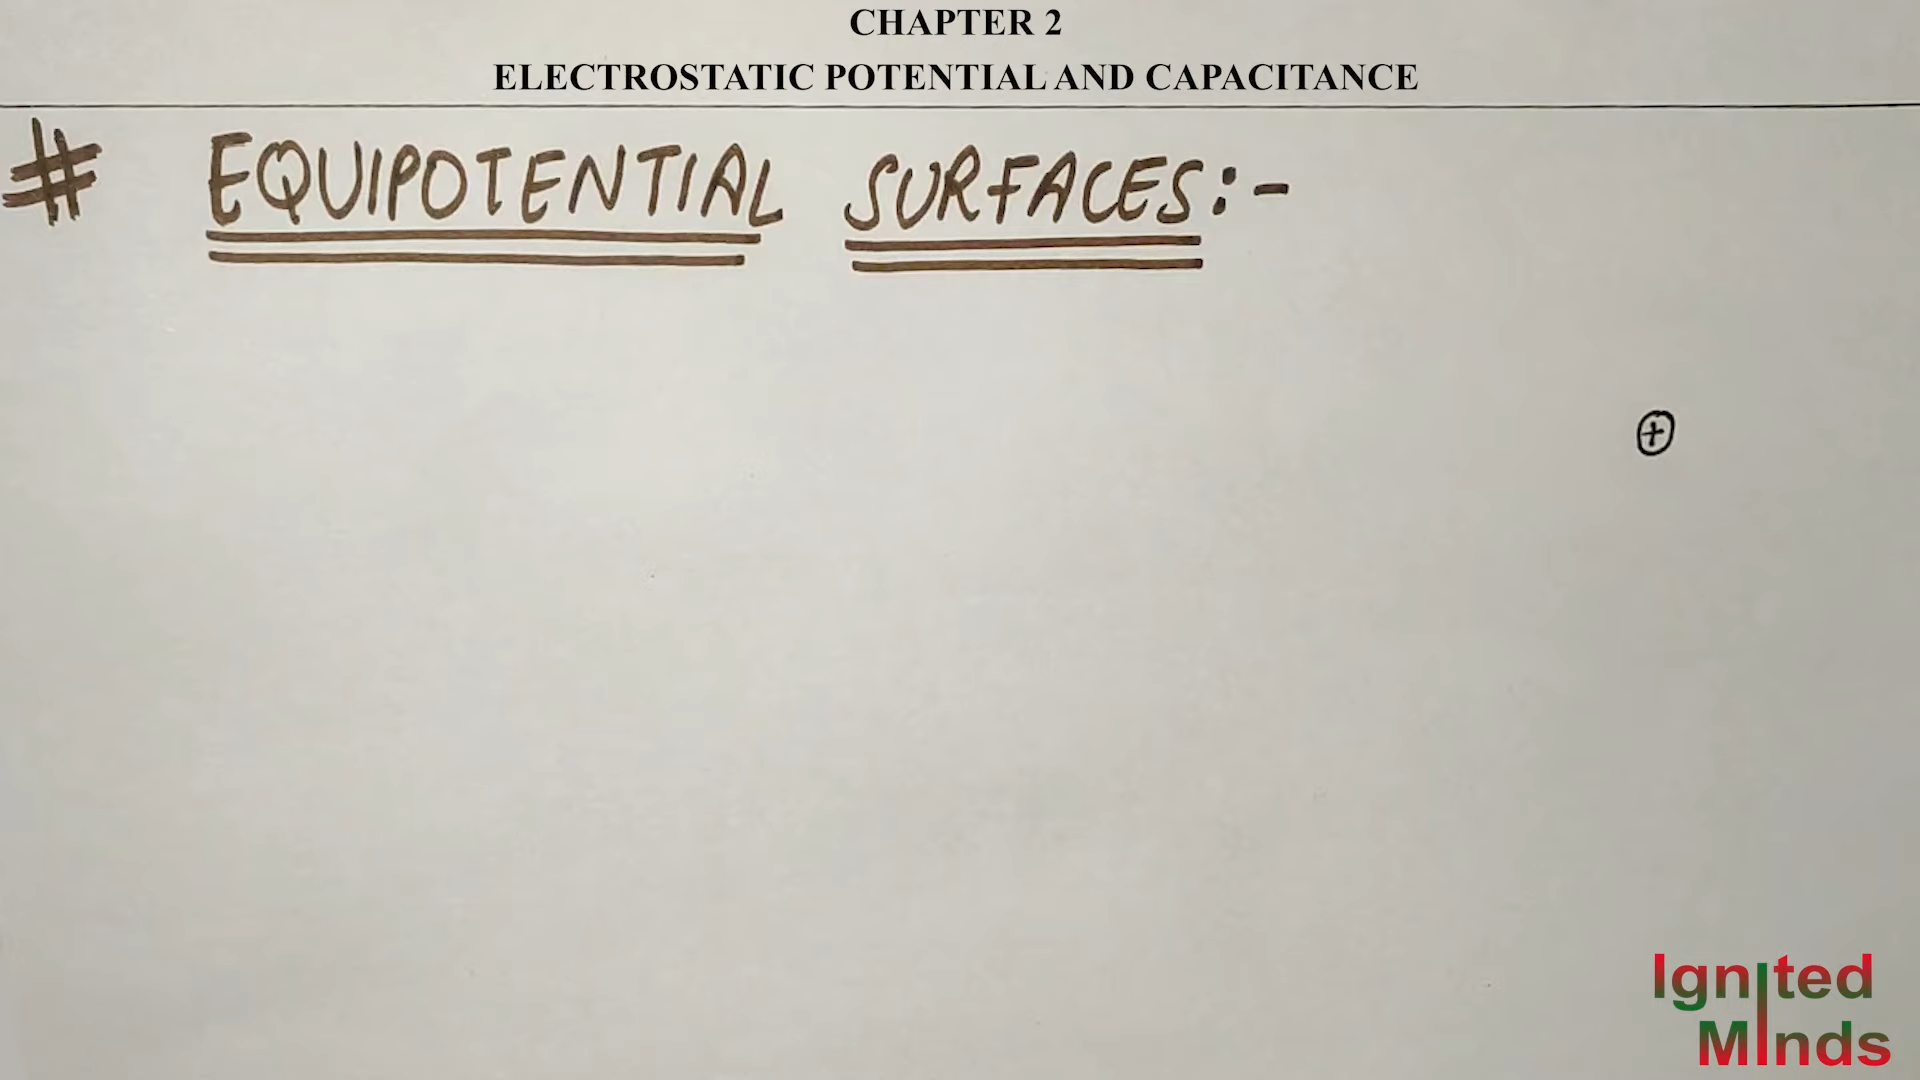 CHAPTER 2
ELECTROSTATIC POTENTIAL AND CAPACITANCE
# EQUIPOTENTIAL SURFACES:-
+
Ignited
Minds